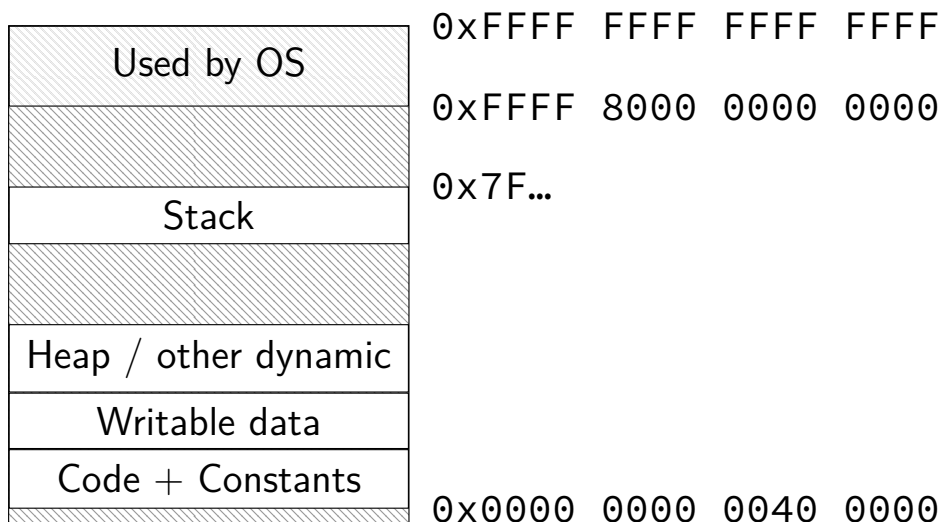 0xFFFF FFFF FFFF FFFF
Used by OS
0xFFFF 8000 0000 0000
0x7F…
Stack
Heap / other dynamic
Writable data
Code + Constants
0x0000 0000 0040 0000